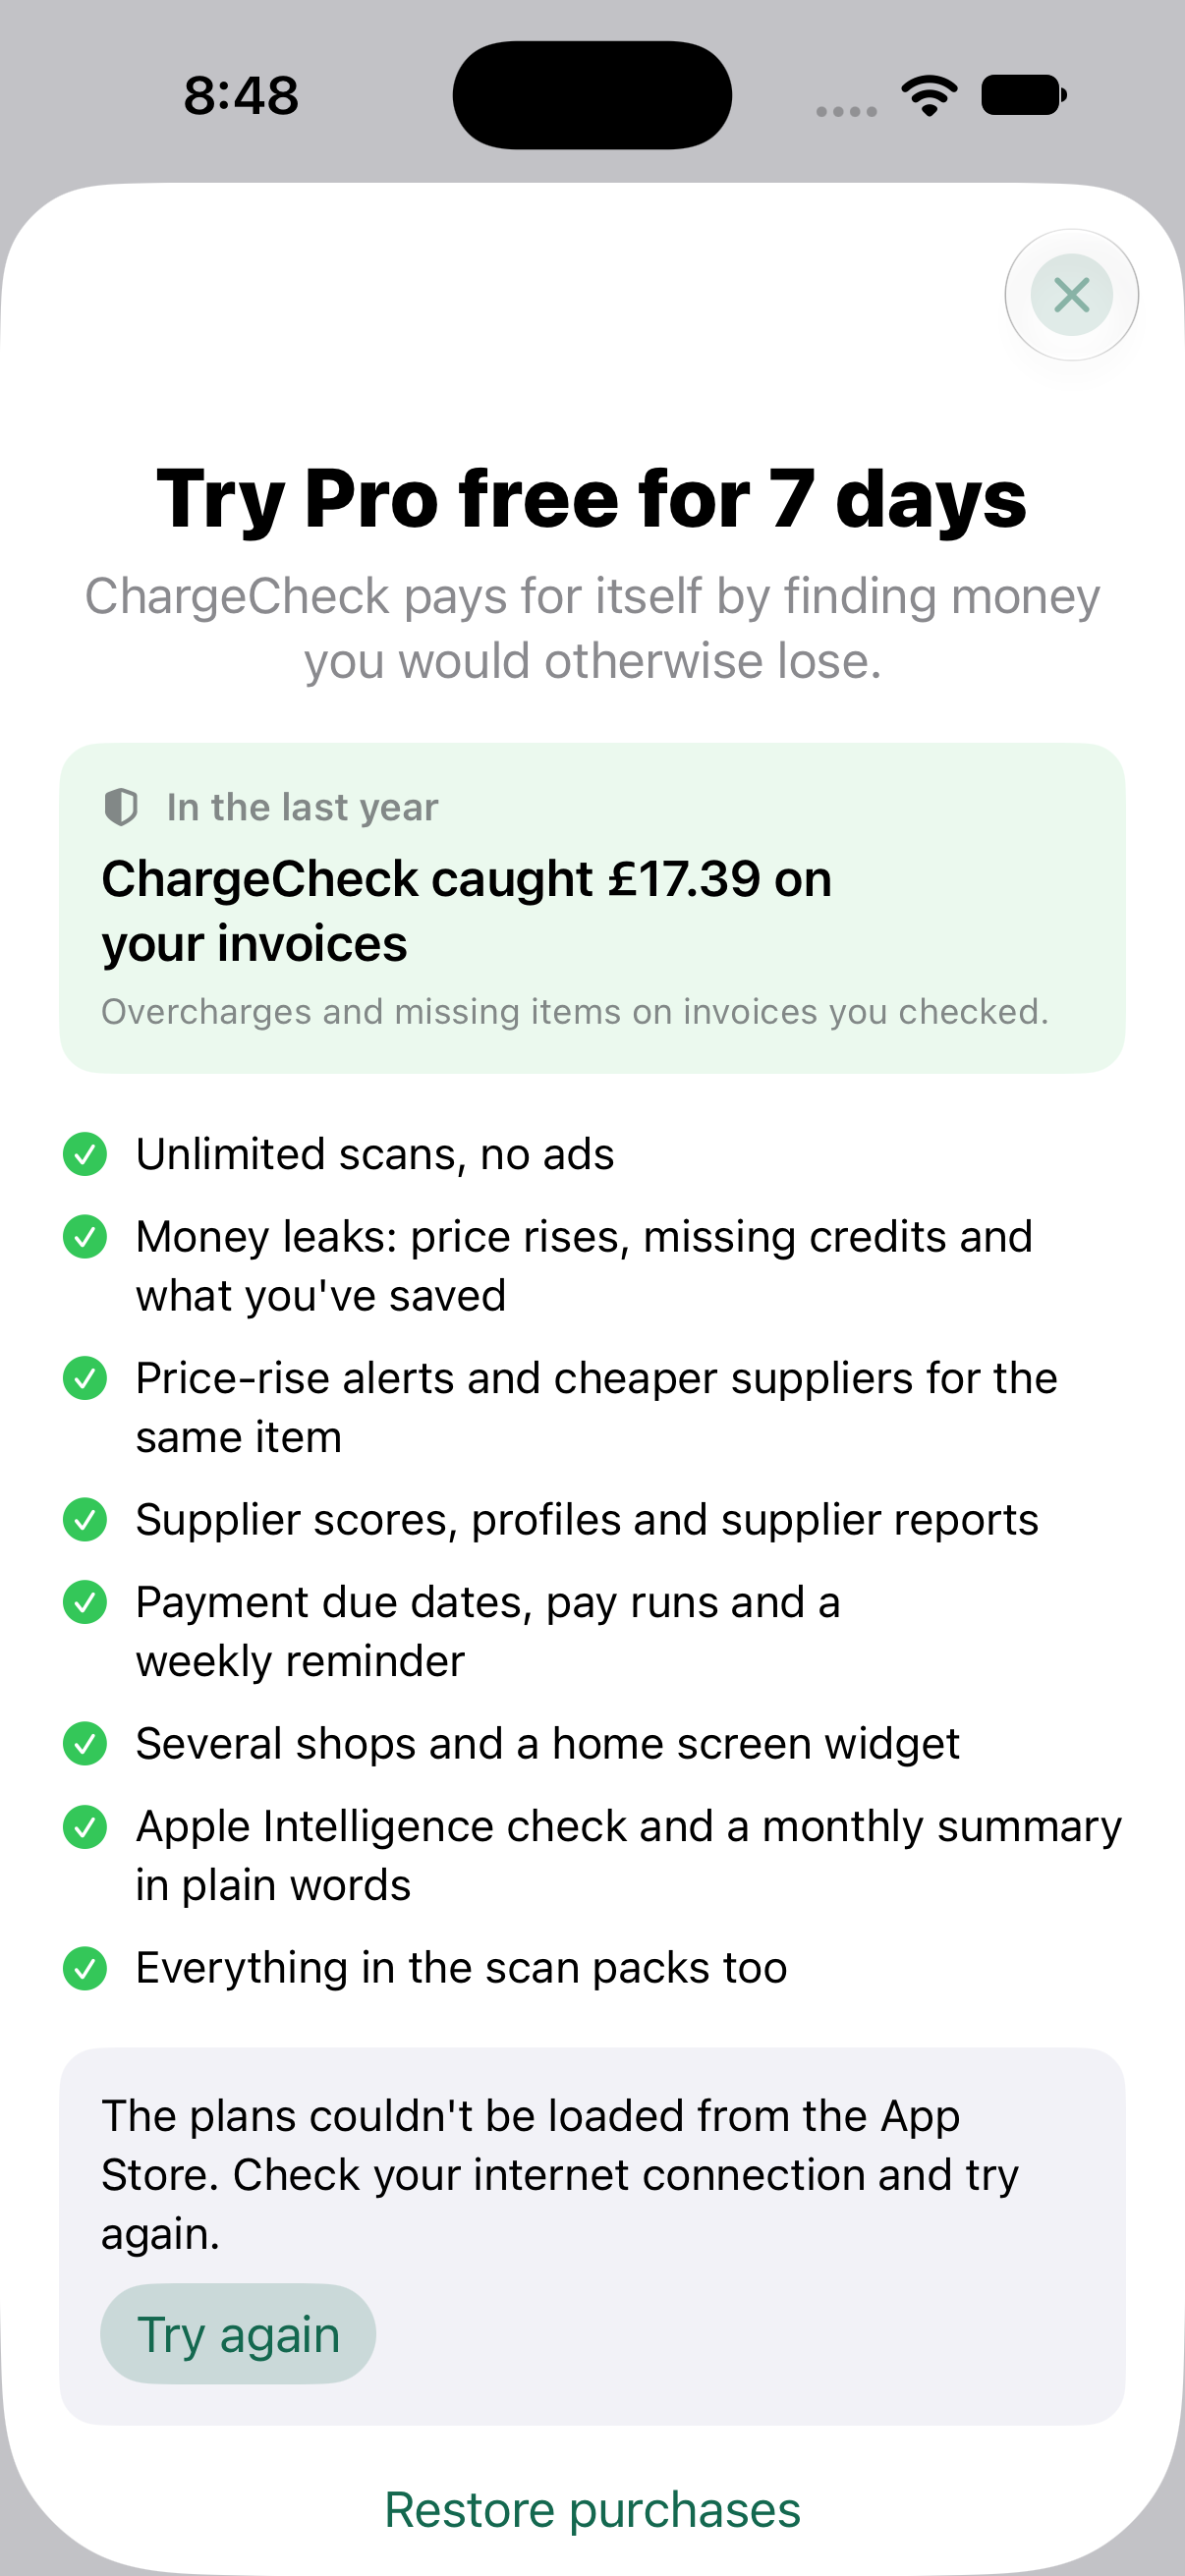 8:48
Try Pro free for 7 days
ChargeCheck pays for itself by finding money
you would otherwise lose.
In the last year
ChargeCheck caught £17.39 on
your invoices
Overcharges and missing items on invoices you checked.
Unlimited scans, no ads
Money leaks: price rises, missing credits and
what you've saved
Price-rise alerts and cheaper suppliers for the
same item
Supplier scores, profiles and supplier reports
Payment due dates, pay runs and a
weekly reminder
Several shops and a home screen widget
Apple Intelligence check and a monthly summary
in plain words
Everything in the scan packs too
The plans couldn't be loaded from the App
Store. Check your internet connection and try
again.
Try again
Restore purchases